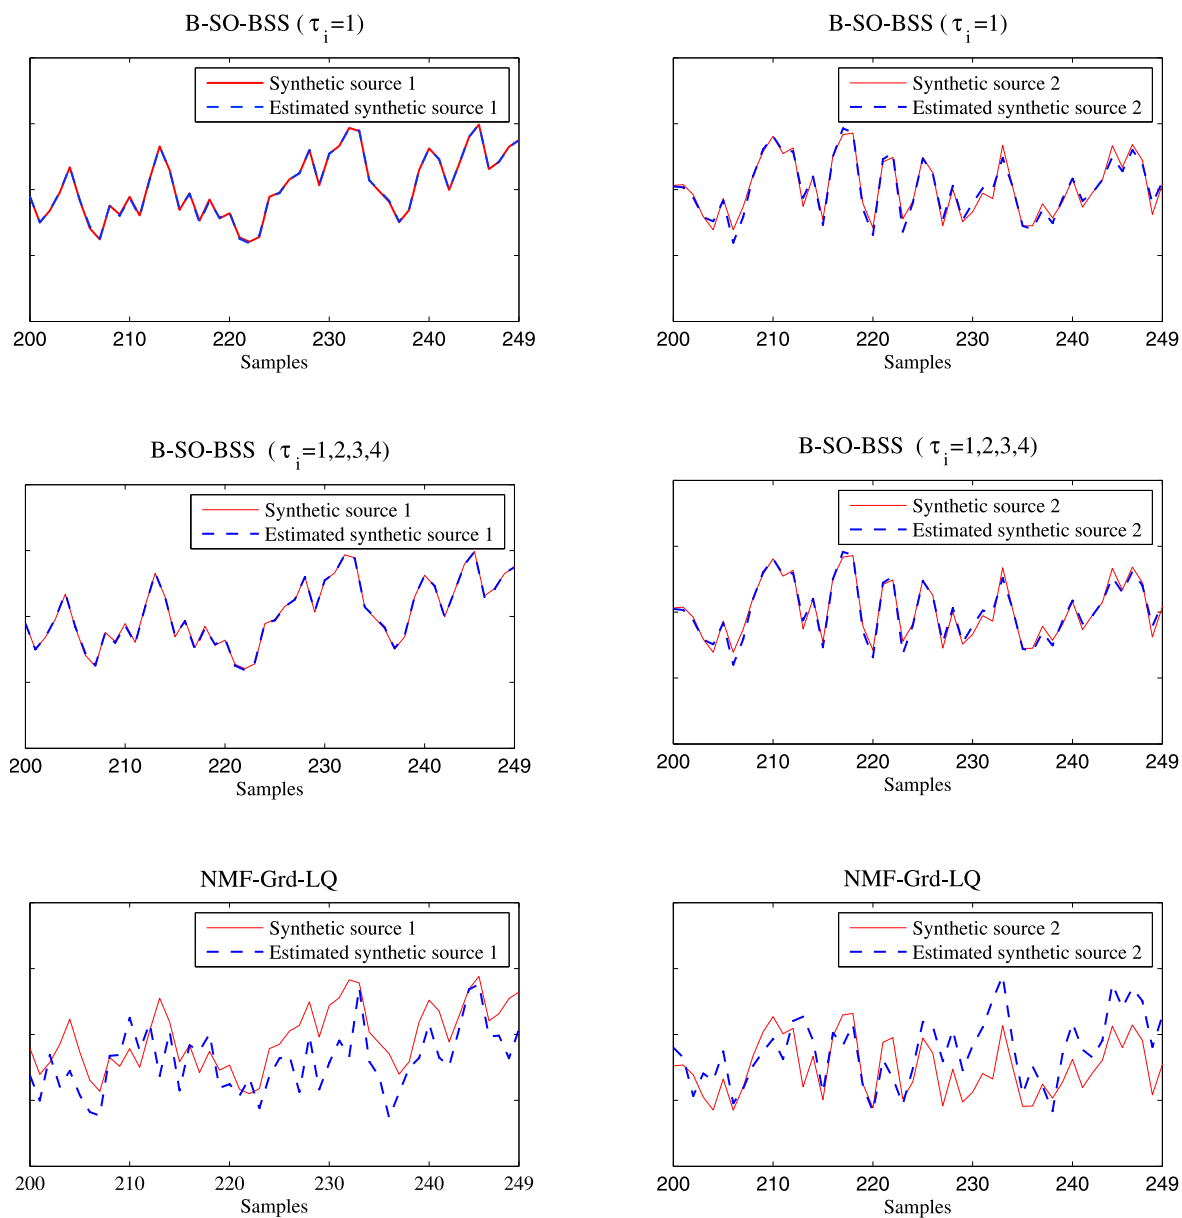 B-SO-BSS ( τ_i=1)
Synthetic source 1
Estimated synthetic source 1
200 210 220 230 240 249
Samples
B-SO-BSS ( τ_i=1)
Synthetic source 2
Estimated synthetic source 2
200 210 220 230 240 249
Samples
B-SO-BSS ( τ_i=1,2,3,4)
Synthetic source 1
Estimated synthetic source 1
200 210 220 230 240 249
Samples
B-SO-BSS ( τ_i=1,2,3,4)
Synthetic source 2
Estimated synthetic source 2
200 210 220 230 240 249
Samples
NMF-Grd-LQ
Synthetic source 1
Estimated synthetic source 1
200 210 220 230 240 249
Samples
NMF-Grd-LQ
Synthetic source 2
Estimated synthetic source 2
200 210 220 230 240 249
Samples